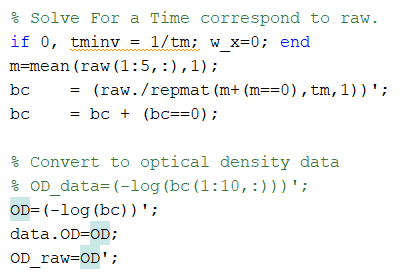 % Solve For a Time correspond to raw.
if 0, tminv = 1/tm; w_x=0; end
m=mean(raw(1:5,:),1);
bc    = (raw./repmat(m+(m==0),tm,1))';
bc    = bc + (bc==0);
% Convert to optical density data
% OD_data=(-log(bc(1:10,:)))';
OD=(-log(bc))';
data.OD=OD;
OD_raw=OD';